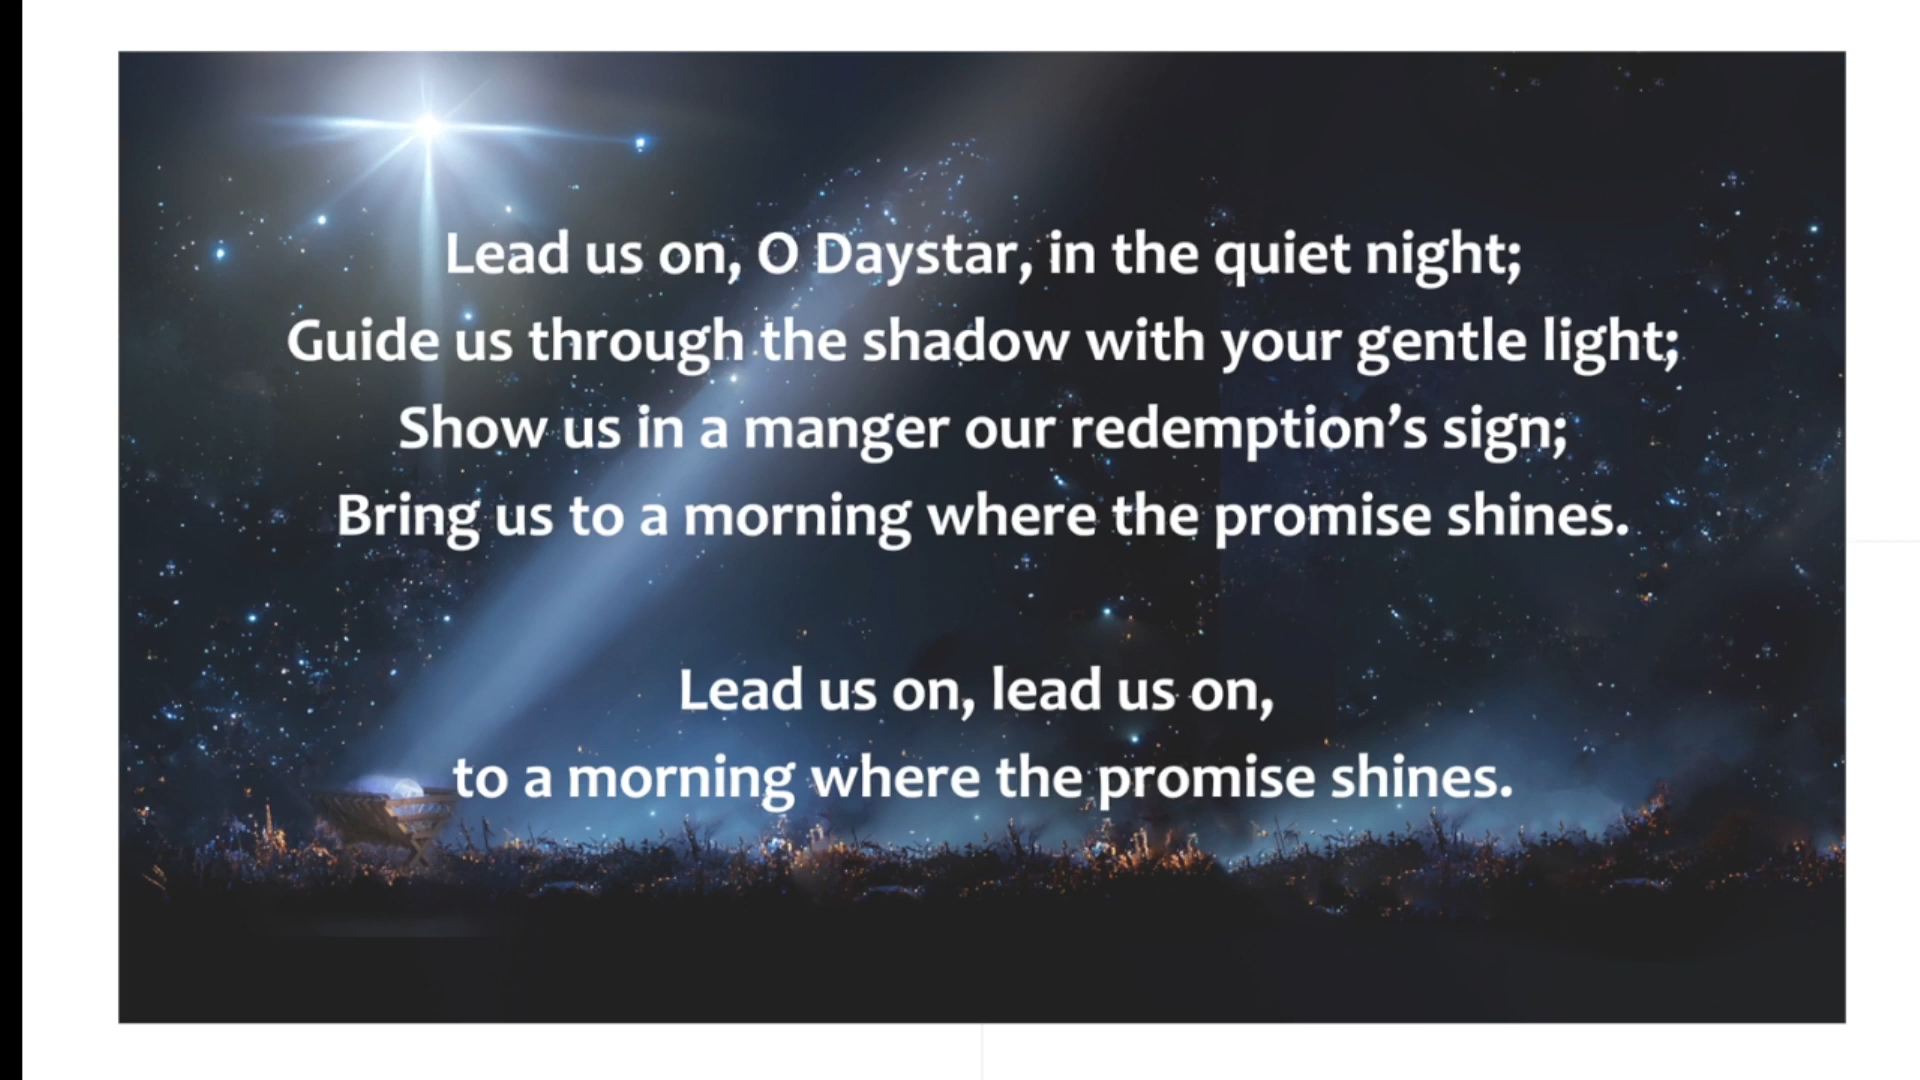 Lead us on, O Daystar, in the quiet night;
Guide us through the shadow with your gentle light;
Show us in a manger our redemption’s sign;
Bring us to a morning where the promise shines.
Lead us on, lead us on,
to a morning where the promise shines.